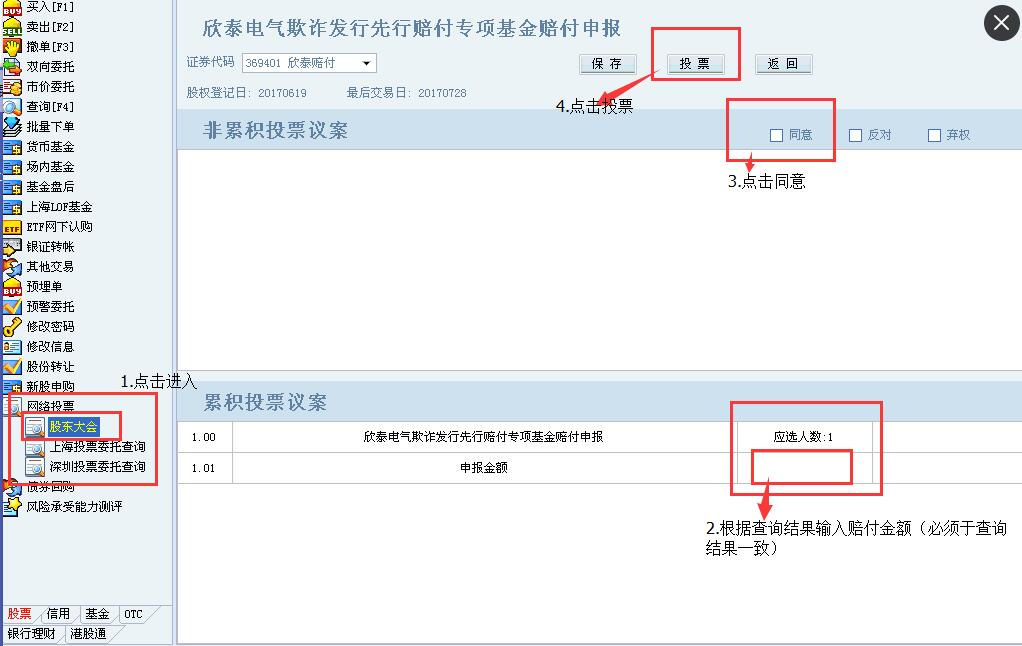 买入[F1]
卖出[F2]
撤单[F3]
双向委托
市价委托
查询[F4]
批量下单
货币基金
场内基金
基金盘后
上海LOF基金
ETF网下认购
银证转帐
其他交易
预埋单
预警委托
修改密码
修改信息
股份转让
新股申购
网络投票
股东大会
上海投票委托查询
深圳投票委托查询
债券回购
风险承受能力测评
股票 信用 基金 OTC
银行理财 港股通
1.点击进入
欣泰电气欺诈发行先行赔付专项基金赔付申报
证券代码 369401 欣泰赔付
保 存 投 票 返 回
股权登记日: 20170619 最后交易日: 20170728
4.点击投票
非累积投票议案
同意 反对 弃权
3.点击同意
累积投票议案
1.00 欣泰电气欺诈发行先行赔付专项基金赔付申报 应选人数:1
1.01 申报金额
2.根据查询结果输入赔付金额（必须于查询
结果一致）